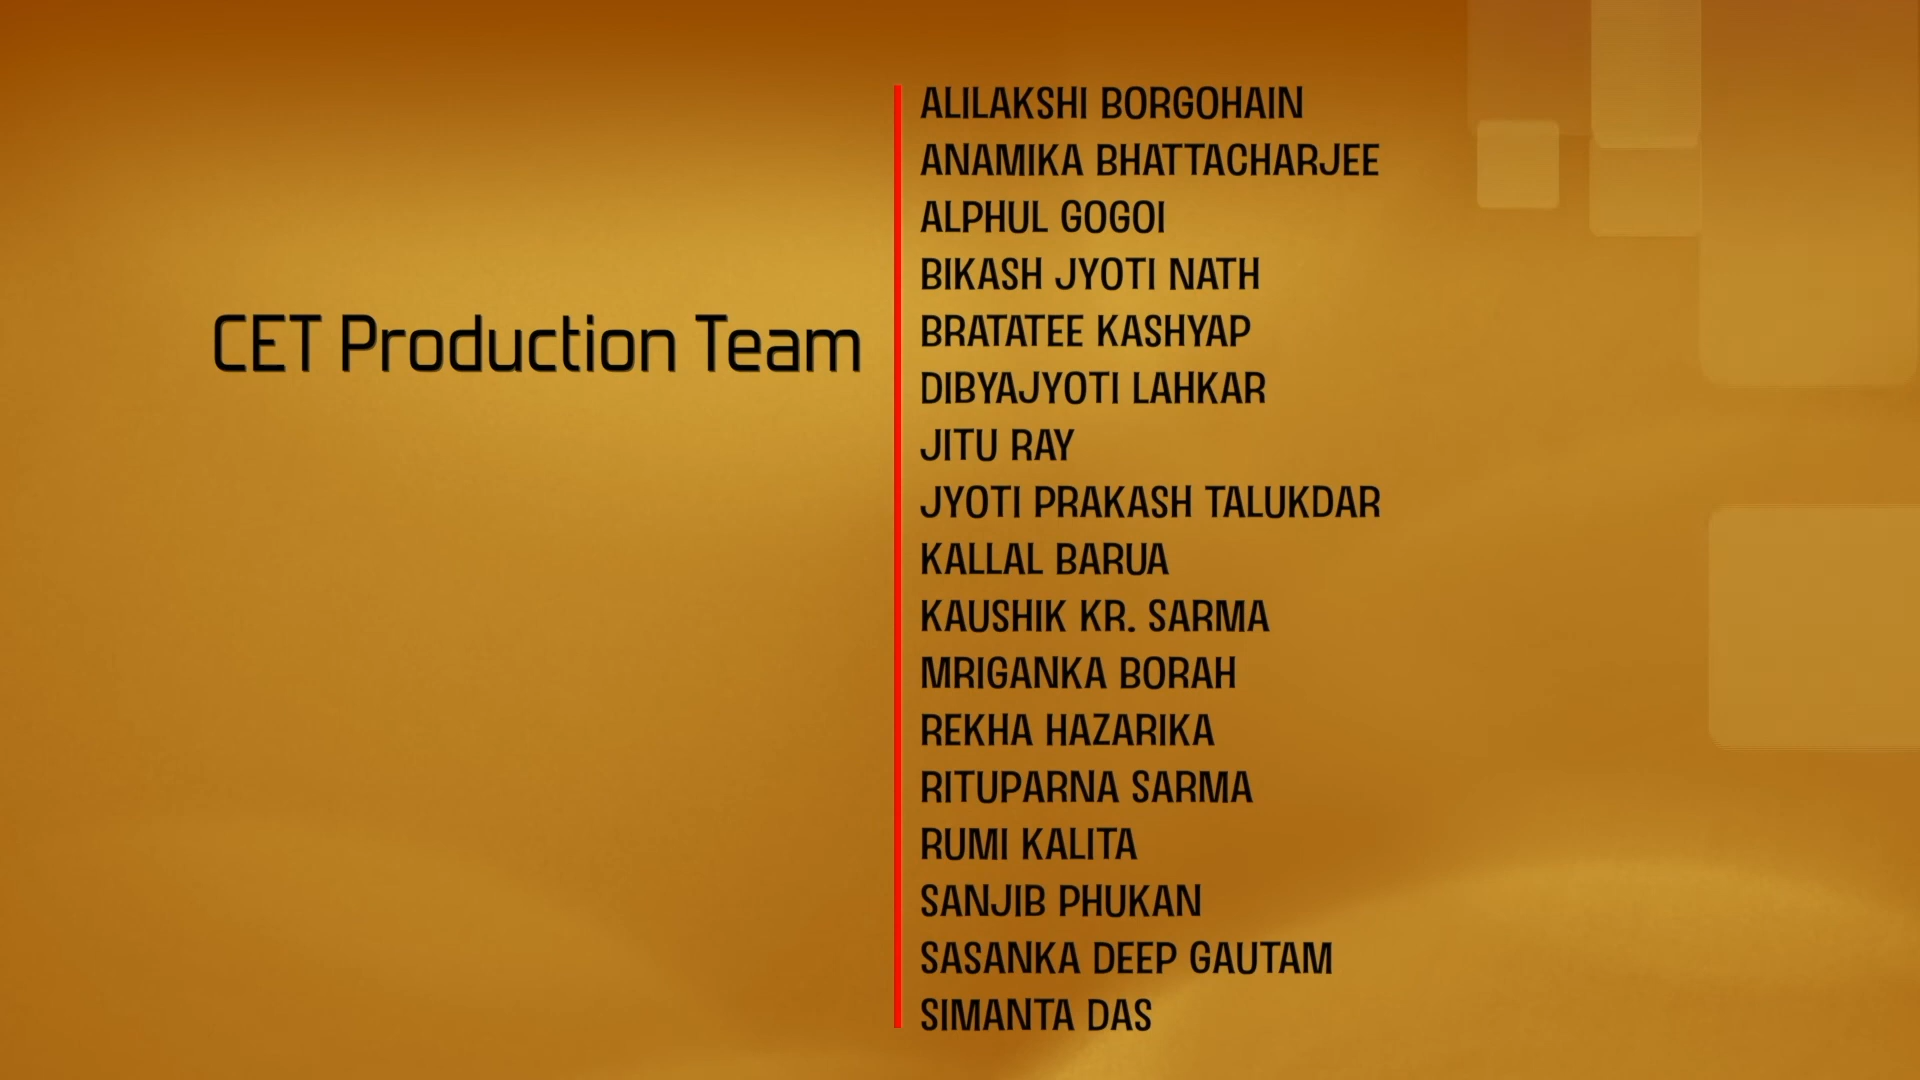 CET Production Team
ALILAKSHI BORGOHAIN
ANAMIKA BHATTACHARJEE
ALPHUL GOGOI
BIKASH JYOTI NATH
BRATATEE KASHYAP
DIBYAJYOTI LAHKAR
JITU RAY
JYOTI PRAKASH TALUKDAR
KALLAL BARUA
KAUSHIK KR. SARMA
MRIGANKA BORAH
REKHA HAZARIKA
RITUPARNA SARMA
RUMI KALITA
SANJIB PHUKAN
SASANKA DEEP GAUTAM
SIMANTA DAS